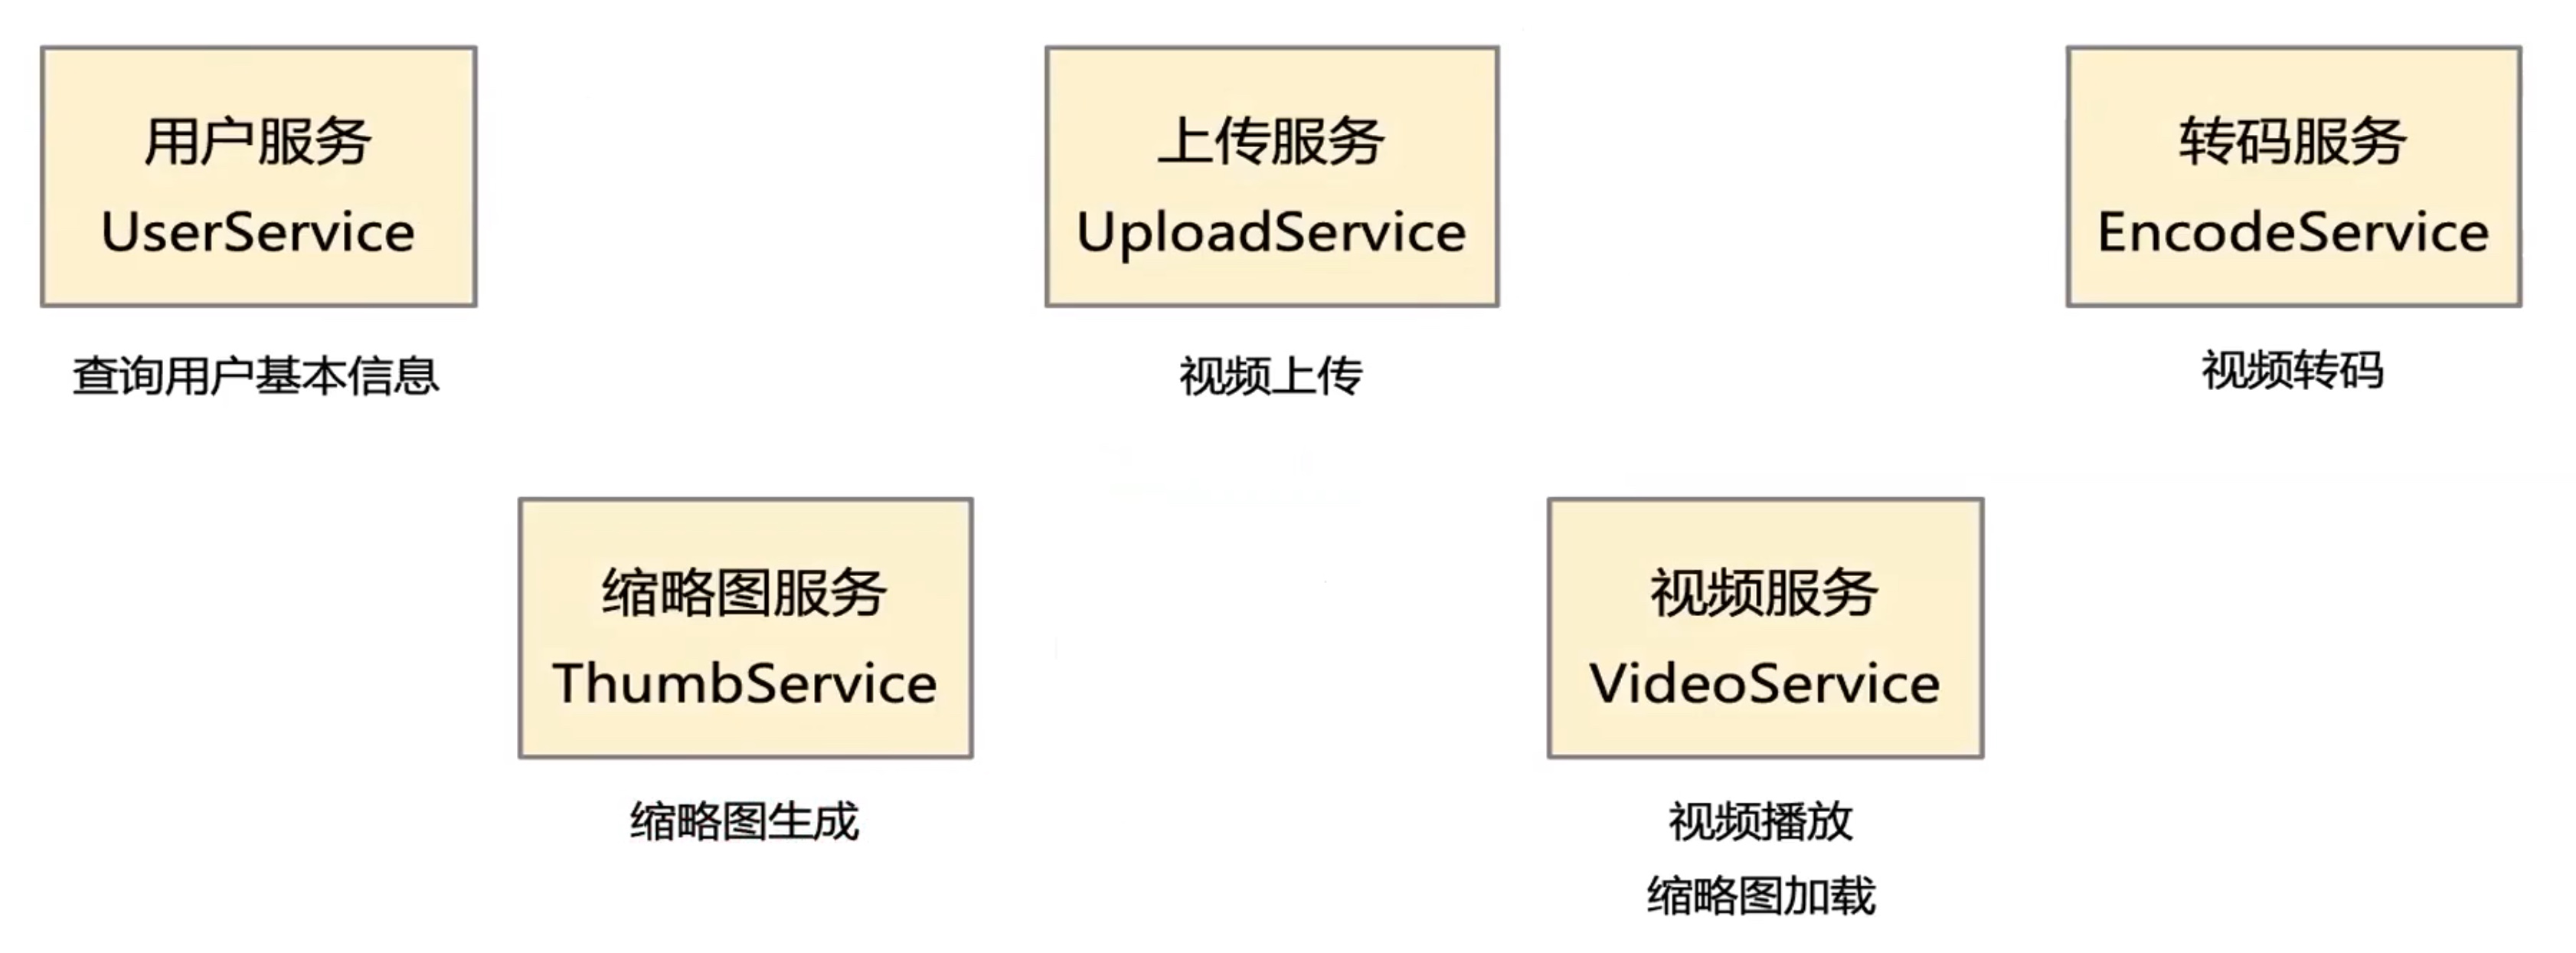 用户服务
UserService
查询用户基本信息
上传服务
UploadService
视频上传
转码服务
EncodeService
视频转码
缩略图服务
ThumbService
缩略图生成
视频服务
VideoService
视频播放
缩略图加载